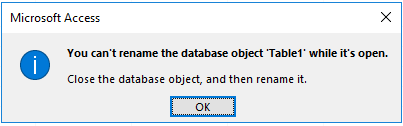 Microsoft Access
You can't rename the database object 'Table1' while it's open.
Close the database object, and then rename it.
OK